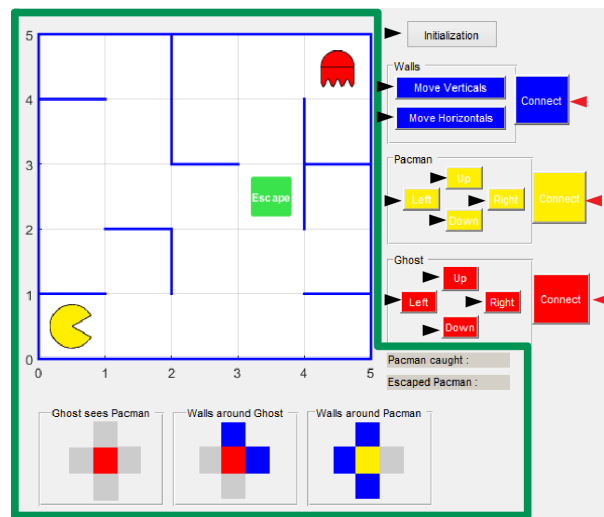 5
4
3
2
1
0
0 1 2 3 4 5
Escape
Initialization
Walls
Move Verticals
Move Horizontals
Connect
Pacman
Up
Left
Right
Down
Connect
Ghost
Up
Left
Right
Down
Connect
Pacman caught :
Escaped Pacman :
Ghost sees Pacman
Walls around Ghost
Walls around Pacman